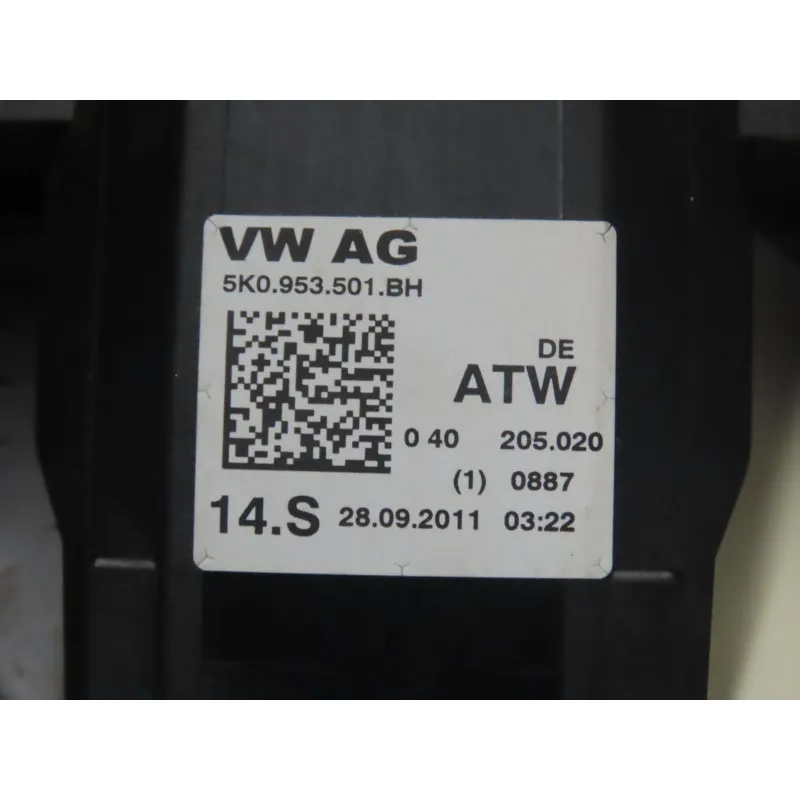 VW AG
5K0.953.501.BH
DE
ATW
0 40 205.020
(1) 0887
14.S 28.09.2011 03:22